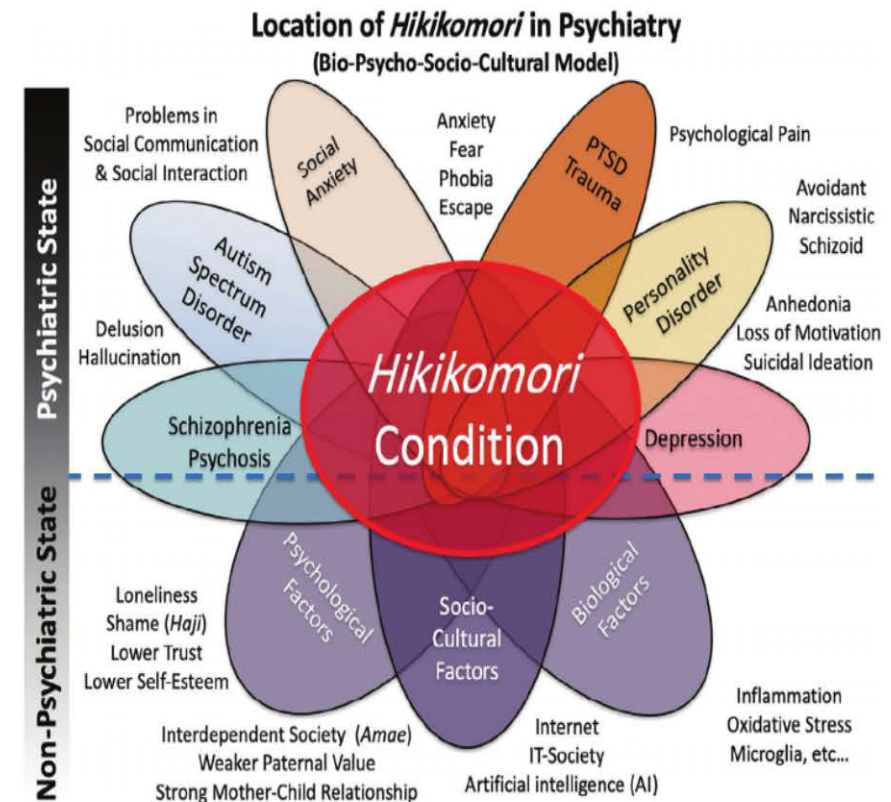 Location of Hikikomori in Psychiatry
(Bio-Psycho-Socio-Cultural Model)
Psychiatric State
Non-Psychiatric State
Problems in
Social Communication
& Social Interaction
Social
Anxiety
Anxiety
Fear
Phobia
Escape
PTSD
Trauma
Psychological Pain
Autism
Spectrum
Disorder
Personality
Disorder
Avoidant
Narcissistic
Schizoid
Delusion
Hallucination
Anhedonia
Loss of Motivation
Suicidal Ideation
Schizophrenia
Psychosis
Hikikomori
Condition
Depression
Psychological
Factors
Socio-
Cultural
Factors
Biological
Factors
Loneliness
Shame (Haji)
Lower Trust
Lower Self-Esteem
Interdependent Society (Amae)
Weaker Paternal Value
Strong Mother-Child Relationship
Internet
IT-Society
Artificial intelligence (AI)
Inflammation
Oxidative Stress
Microglia, etc...